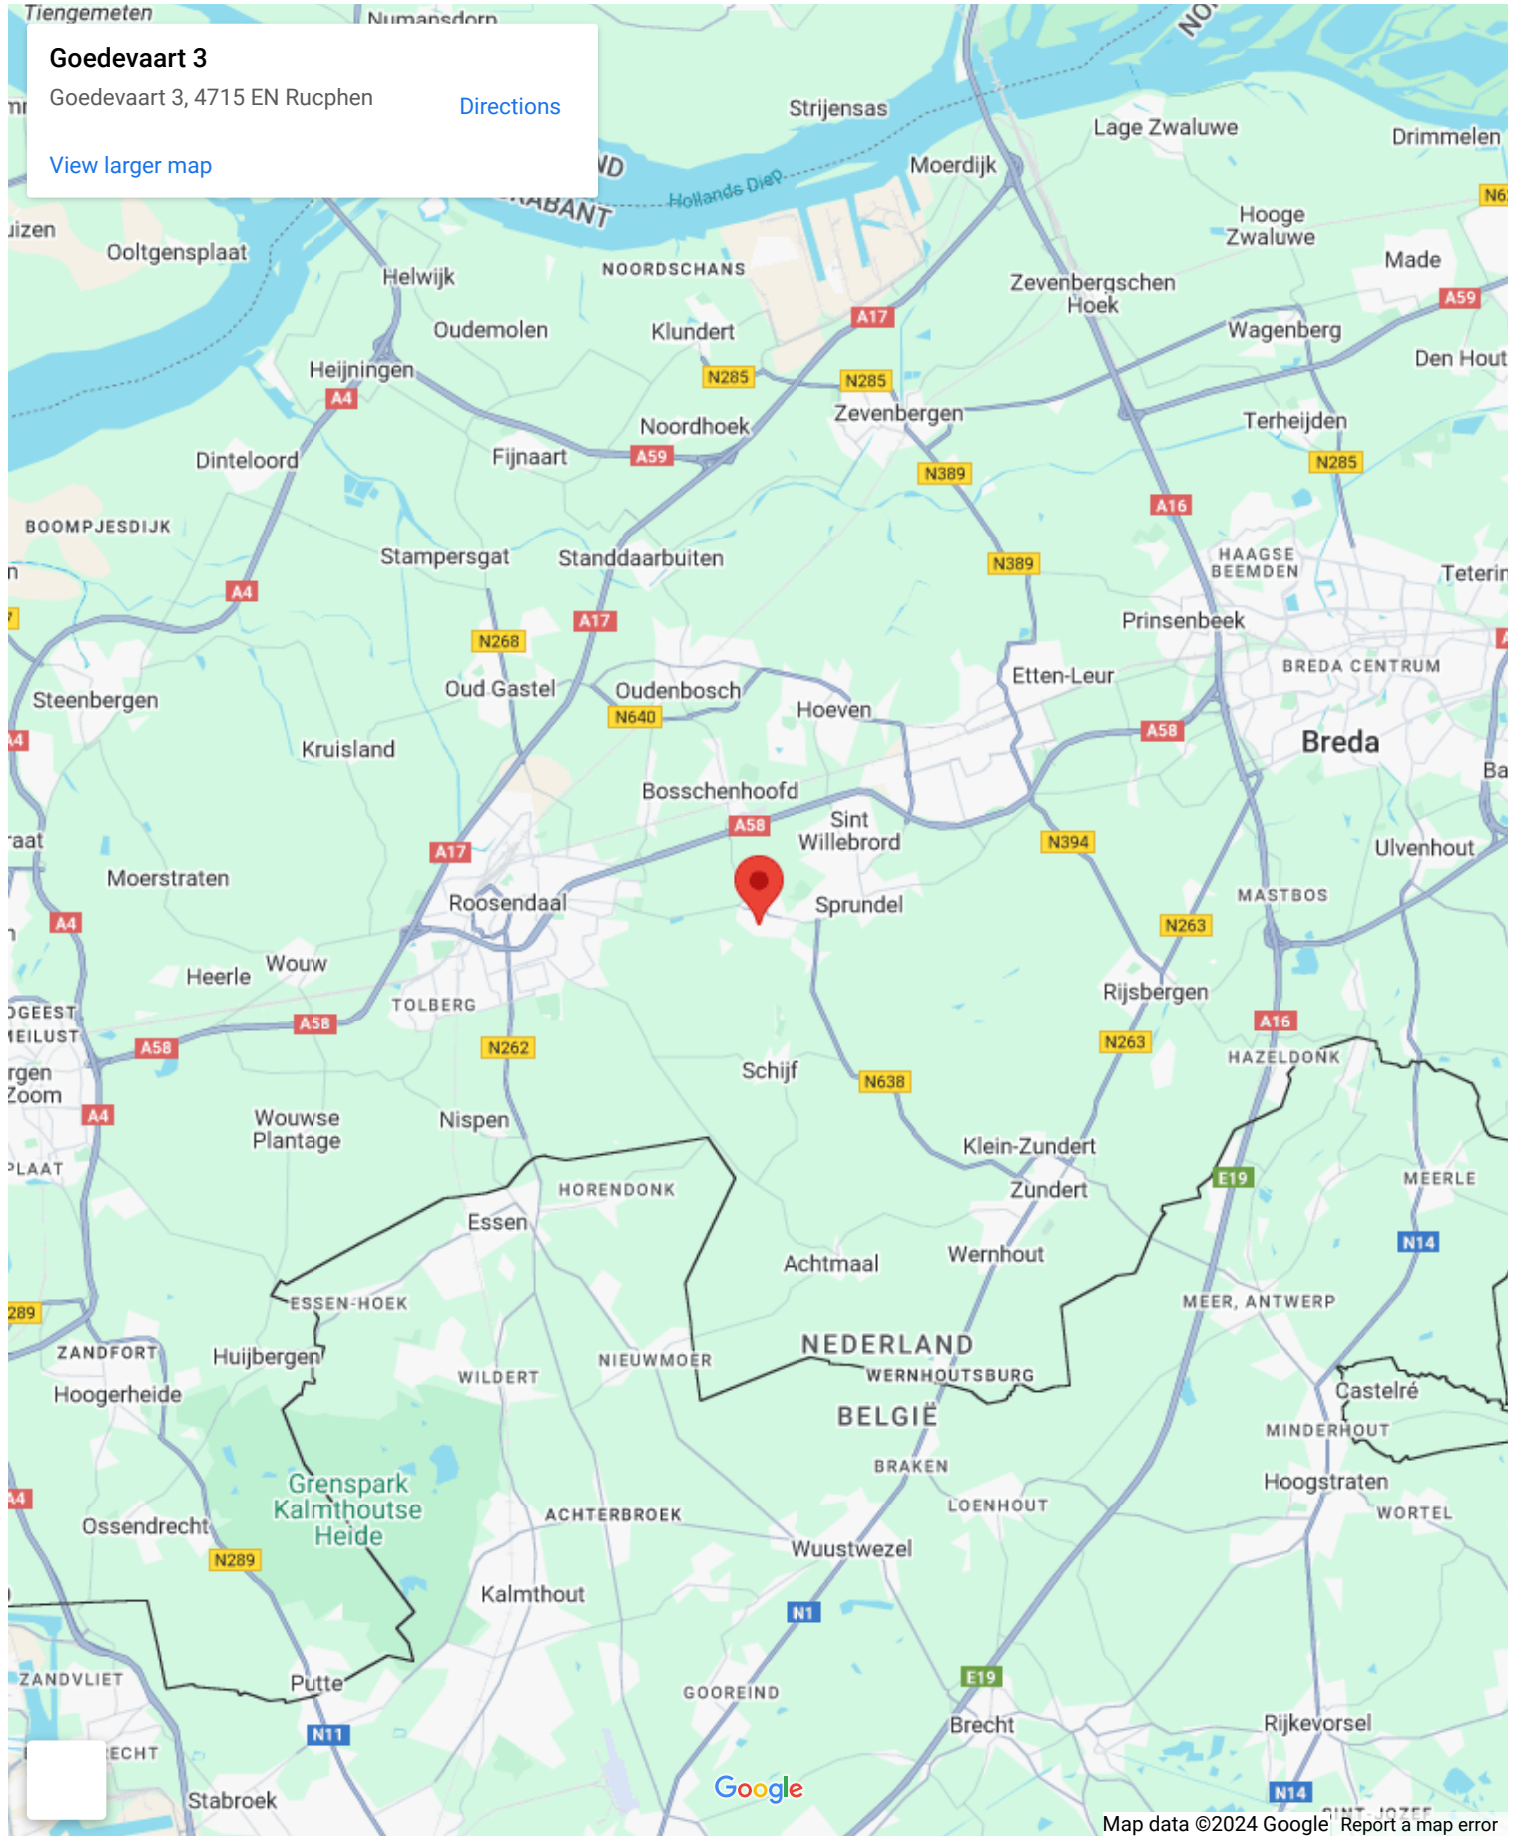 Tiengemeten
Numansdorp
Goedevaart 3
Goedevaart 3, 4715 EN Rucphen
Directions
View larger map
Strijensas
Lage Zwaluwe
Drimmelen
Moerdijk
Hollands Diep
Hooge
Zwaluwe
Ooltgensplaat
Made
Helwijk
NOORDSCHANS
Zevenbergschen
Hoek
A59
A17
Oudemolen
Klundert
Wagenberg
Den Hout
Heijningen
N285
N285
A4
Zevenbergen
Noordhoek
Terheijden
Dinteloord
Fijnaart
A59
N285
N389
A16
BOOMPJESDIJK
Stampersgat
Standdaarbuiten
N389
HAAGSE
BEEMDEN
A4
A17
Prinsenbeek
N268
BREDA CENTRUM
Etten-Leur
Steenbergen
Oud Gastel
Oudenbosch
N640
Hoeven
A58
Breda
Kruisland
Bosschenhoofd
A58
Sint
Willebrord
N394
Ulvenhout
A17
Moerstraten
MASTBOS
Roosendaal
Sprundel
A4
N263
Wouw
Heerle
Rijsbergen
TOLBERG
A58
A16
A58
N262
N263
HAZELDONK
Schijf
N638
A4
Wouwse
Plantage
Nispen
Klein-Zundert
E19
MEERLE
HORENDONK
Zundert
Essen
N14
Achtmaal
Wernhout
ESSEN-HOEK
MEER, ANTWERP
289
NEDERLAND
ZANDFORT
Huijbergen
NIEUWMOER
WILDERT
WERNHOUTSBURG
Hoogerheide
Castelré
BELGIË
MINDERHOUT
BRAKEN
Grenspark
Kalmthoutse
Heide
Hoogstraten
A4
LOENHOUT
ACHTERBROEK
WORTEL
Ossendrecht
Wuustwezel
N289
Kalmthout
N1
ZANDVLIET
Putte
E19
GOOREIND
Brecht
Rijkevorsel
N11
Google
N14
Stabroek
SINT-JOZEF
Map data ©2024 Google
Report a map error